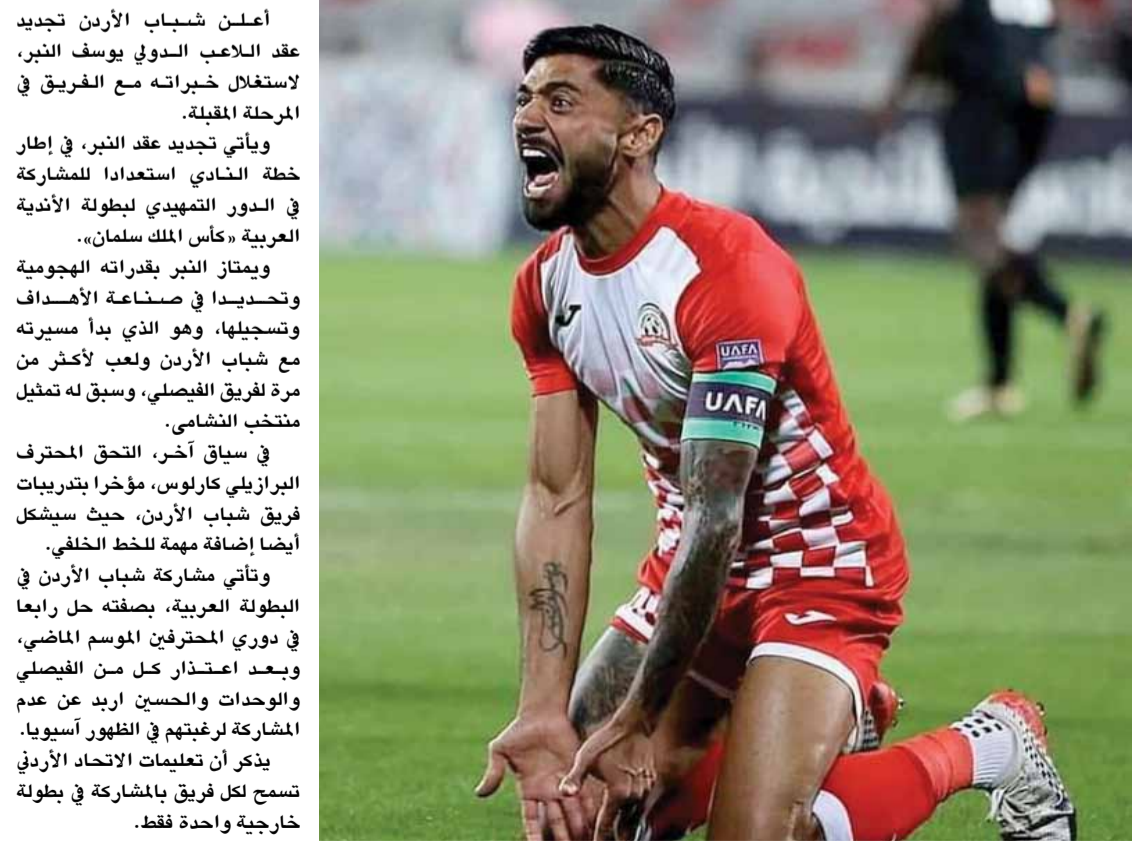 أعلن شباب الأردن تجديد
عقد اللاعب الدولي يوسف النبر،
لاستغلال خبراته مع الفريق في
المرحلة المقبلة.
ويأتي تجديد عقد النبر، في إطار
خطة النادي استعدادا للمشاركة
في الدور التمهيدي لبطولة الأندية
العربية «كأس الملك سلمان».
ويمتاز النبر بقدراته الهجومية
وتحديدا في صناعة الأهداف
وتسجيلها، وهو الذي بدأ مسيرته
مع شباب الأردن ولعب لأكثر من
مرة لفريق الفيصلي، وسبق له تمثيل
منتخب النشامى.
في سياق آخر، التحق المحترف
البرازيلي كارلوس، مؤخرا بتدريبات
فريق شباب الأردن، حيث سيشكل
أيضا إضافة مهمة للخط الخلفي.
وتأتي مشاركة شباب الأردن في
البطولة العربية، بصفته حل رابعا
في دوري المحترفين الموسم الماضي،
وبعد اعتذار كل من الفيصلي
والوحدات والحسين اربد عن عدم
المشاركة لرغبتهم في الظهور آسيويا.
يذكر أن تعليمات الاتحاد الأردني
تسمح لكل فريق بالمشاركة في بطولة
خارجية واحدة فقط.
UAFA
UAFA